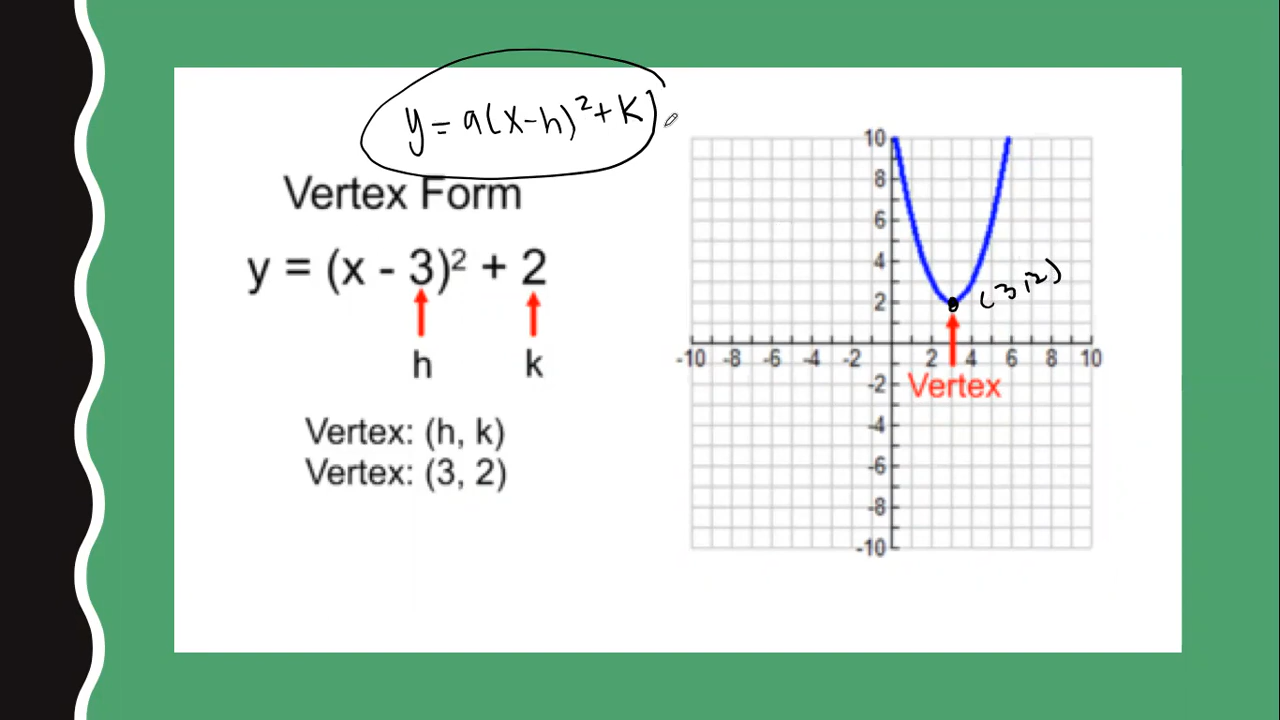 y = a(x-h)² + k
Vertex Form
y = (x - 3)² + 2
h k
Vertex: (h, k)
Vertex: (3, 2)
10
8
6
4
2
(3,2)
-10 -8 -6 -4 -2 2 4 6 8 10
Vertex
-2
-4
-6
-8
-10